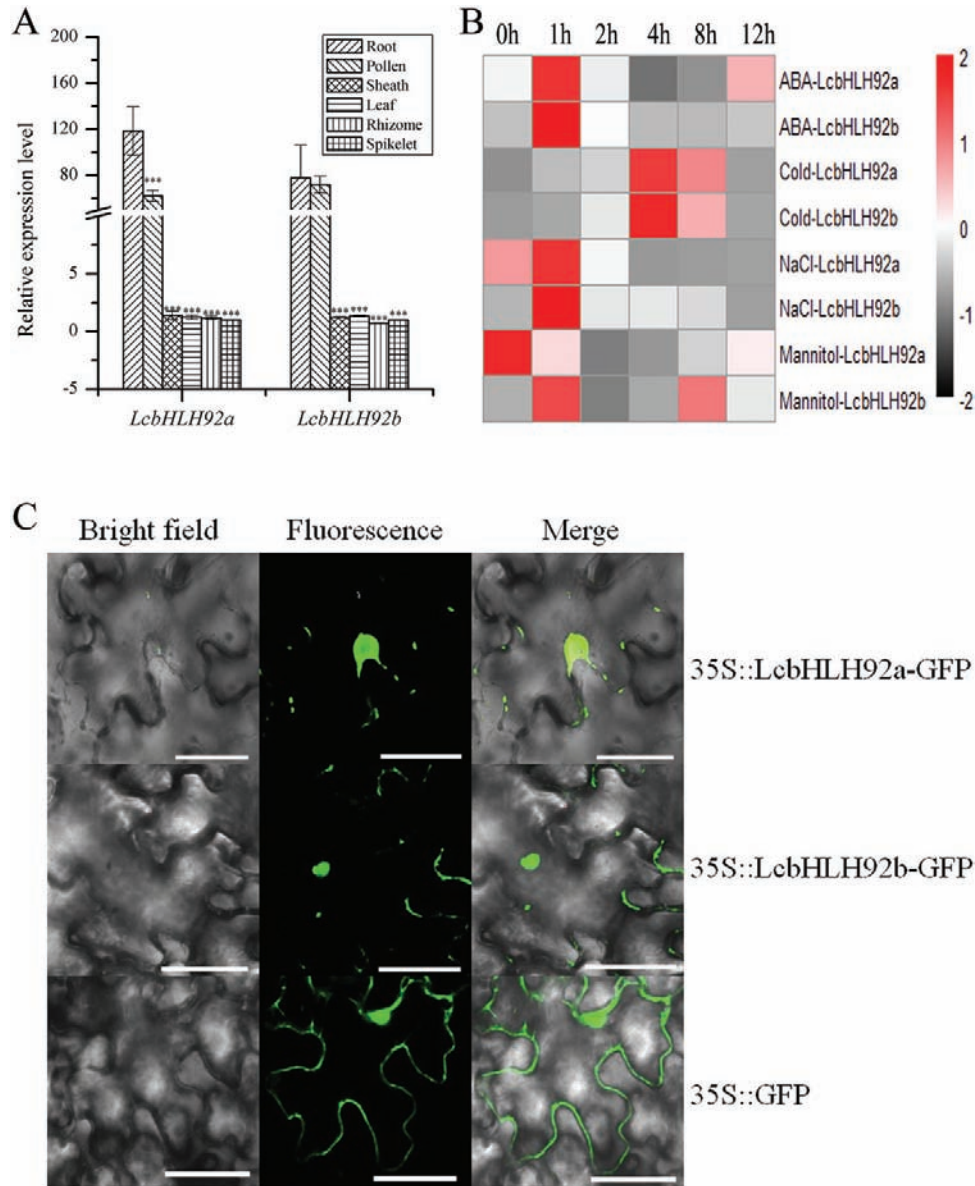 A
200
160
120
80
5
0
-5
Relative expression level
Root
Pollen
Sheath
Leaf
Rhizome
Spikelet
***
*** *** *** ***
*** *** *** ***
LcbHLH92a
LcbHLH92b
B
0h 1h 2h 4h 8h 12h
ABA-LcbHLH92a
ABA-LcbHLH92b
Cold-LcbHLH92a
Cold-LcbHLH92b
NaCl-LcbHLH92a
NaCl-LcbHLH92b
Mannitol-LcbHLH92a
Mannitol-LcbHLH92b
2
1
0
-1
-2
C
Bright field Fluorescence Merge
35S::LcbHLH92a-GFP
35S::LcbHLH92b-GFP
35S::GFP